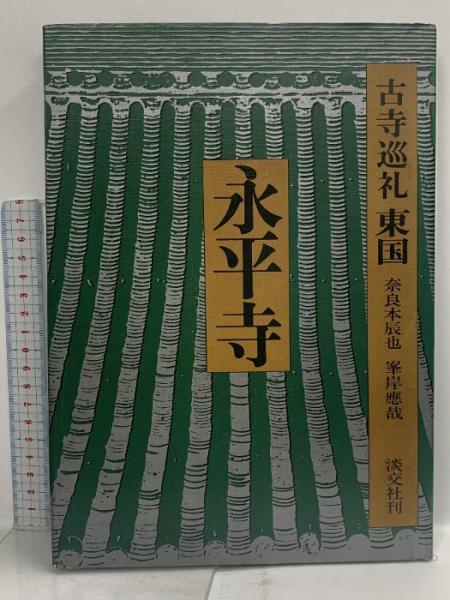 古寺巡礼 東国
永平寺
奈良本辰也 峯岸應哉
淡交社刊